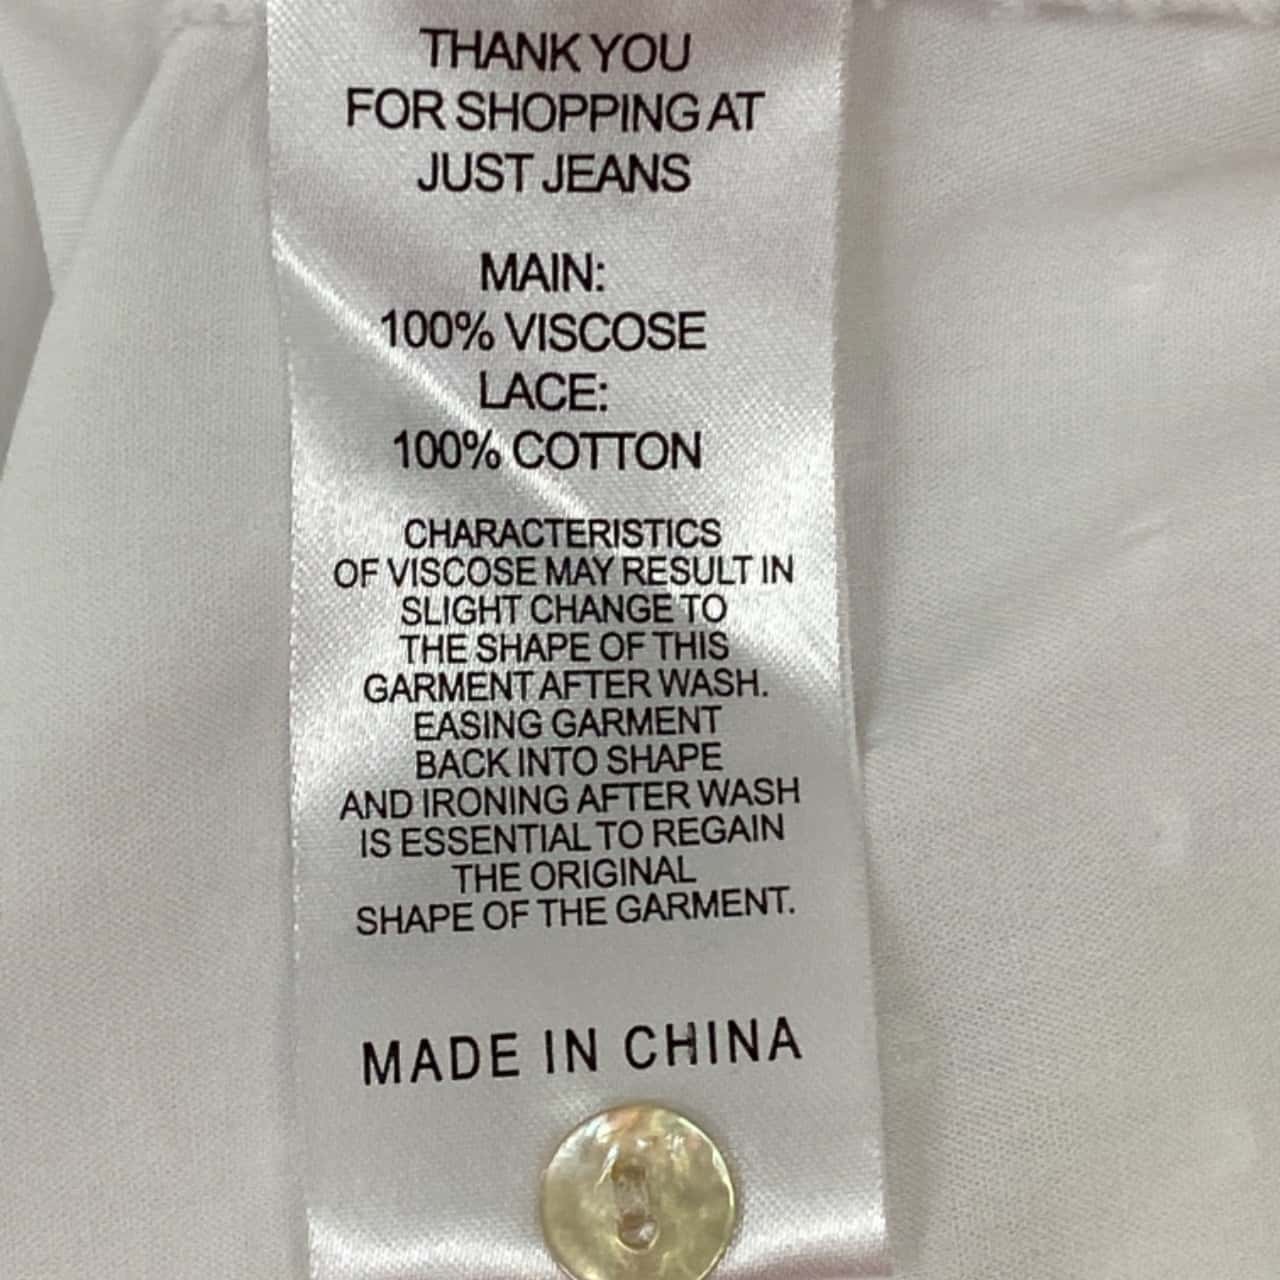 THANK YOU
FOR SHOPPING AT
JUST JEANS
MAIN:
100% VISCOSE
LACE:
100% COTTON
CHARACTERISTICS
OF VISCOSE MAY RESULT IN
SLIGHT CHANGE TO
THE SHAPE OF THIS
GARMENT AFTER WASH.
EASING GARMENT
BACK INTO SHAPE
AND IRONING AFTER WASH
IS ESSENTIAL TO REGAIN
THE ORIGINAL
SHAPE OF THE GARMENT.
MADE IN CHINA